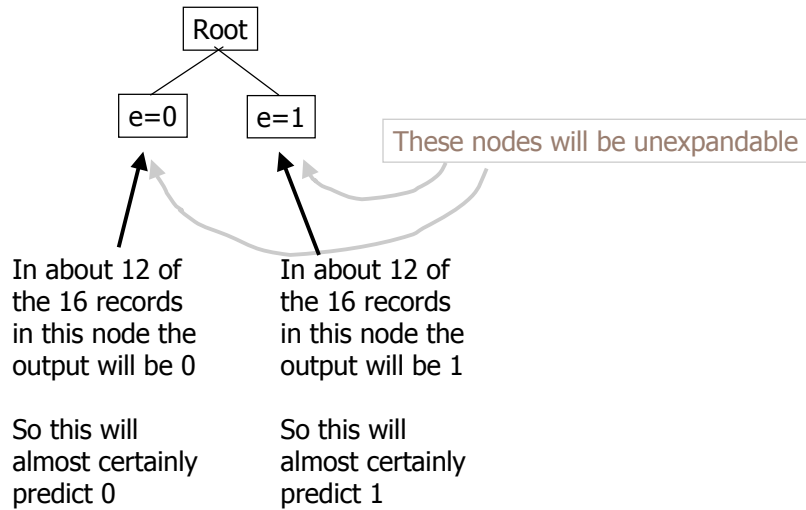 Root
e=0
e=1
These nodes will be unexpandable
In about 12 of
the 16 records
in this node the
output will be 0
So this will
almost certainly
predict 0
In about 12 of
the 16 records
in this node the
output will be 1
So this will
almost certainly
predict 1